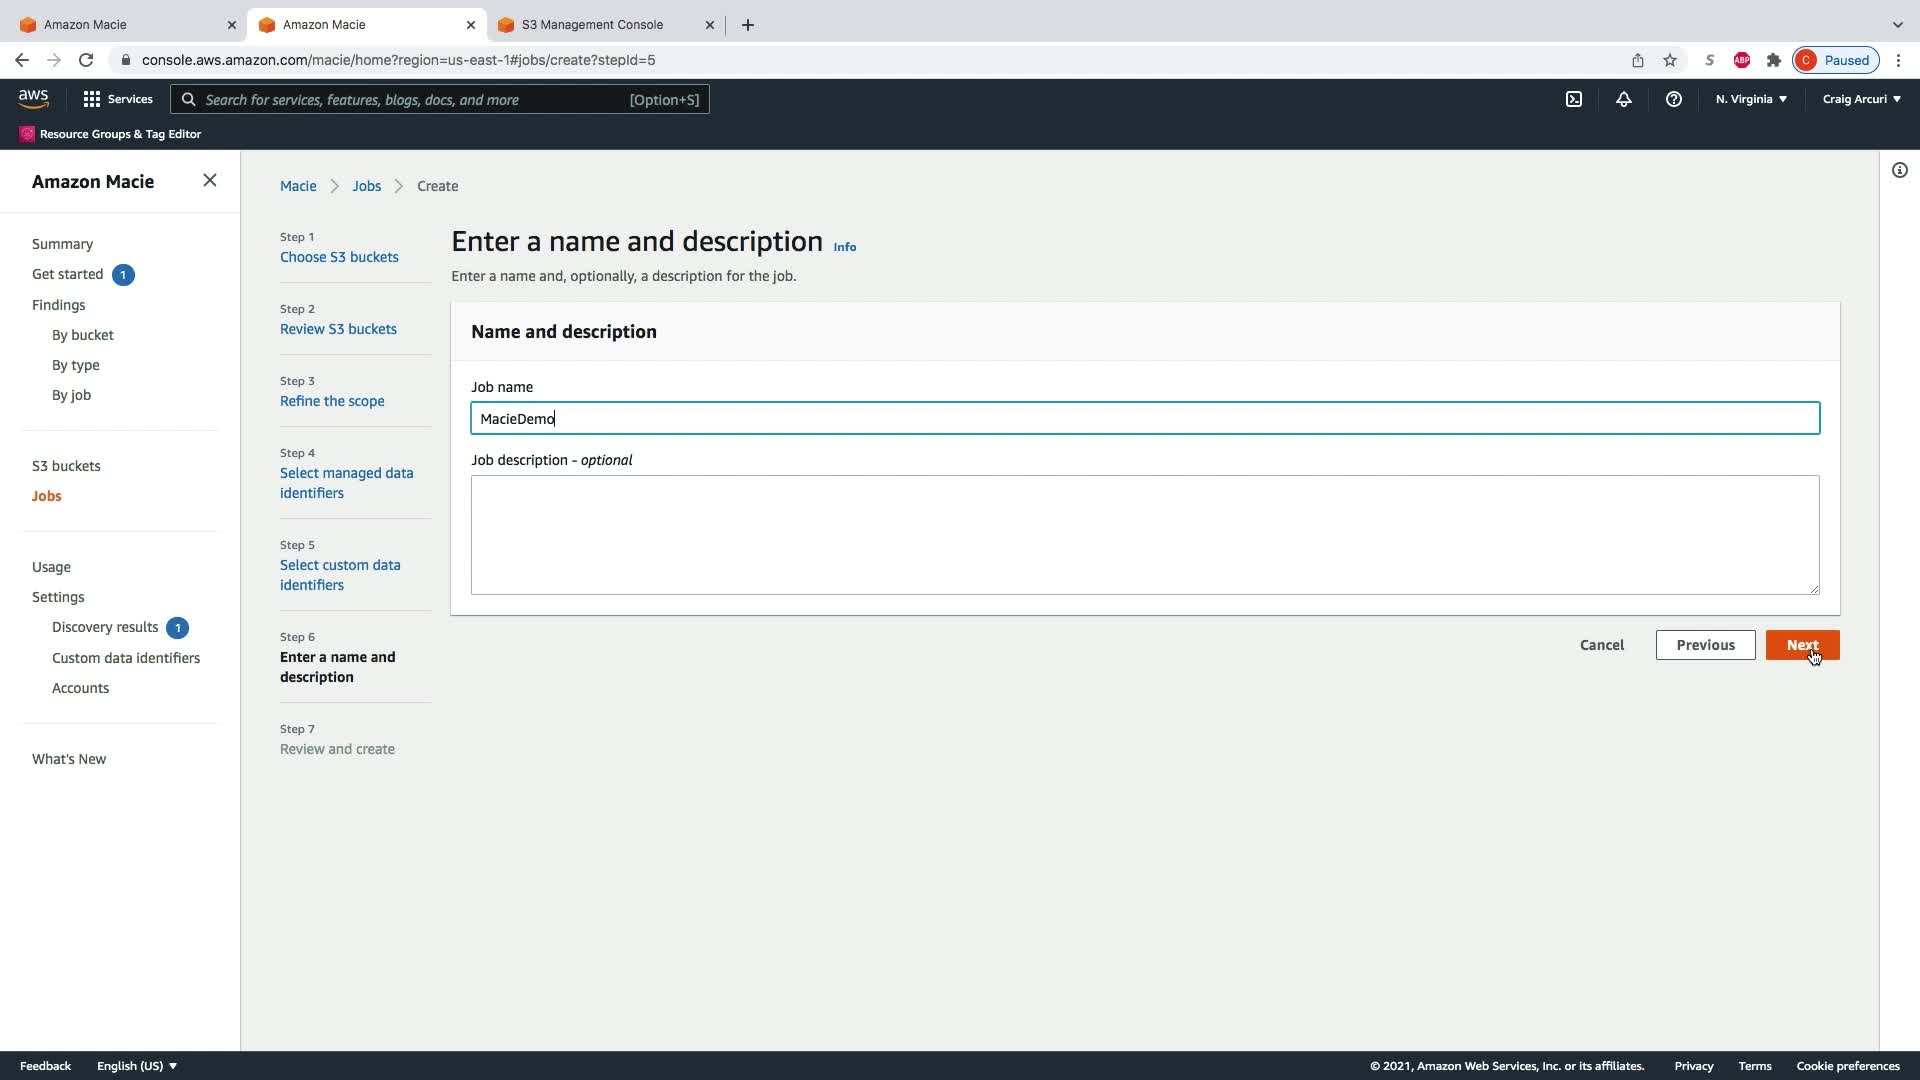 Amazon Macie
Amazon Macie
S3 Management Console
console.aws.amazon.com/macie/home?region=us-east-1#jobs/create?stepId=5
S
ABP
C
Paused
aws
Services
Search for services, features, blogs, docs, and more
[Option+S]
N. Virginia
Craig Arcuri
Resource Groups & Tag Editor
Amazon Macie
Summary
Get started 1
Findings
By bucket
By type
By job
S3 buckets
Jobs
Usage
Settings
Discovery results 1
Custom data identifiers
Accounts
What's New
Macie > Jobs > Create
Step 1
Choose S3 buckets
Step 2
Review S3 buckets
Step 3
Refine the scope
Step 4
Select managed data
identifiers
Step 5
Select custom data
identifiers
Step 6
Enter a name and
description
Step 7
Review and create
Enter a name and description Info
Enter a name and, optionally, a description for the job.
Name and description
Job name
MacieDemo
Job description - optional
Cancel
Previous
Next
Feedback
English (US)
© 2021, Amazon Web Services, Inc. or its affiliates.
Privacy
Terms
Cookie preferences